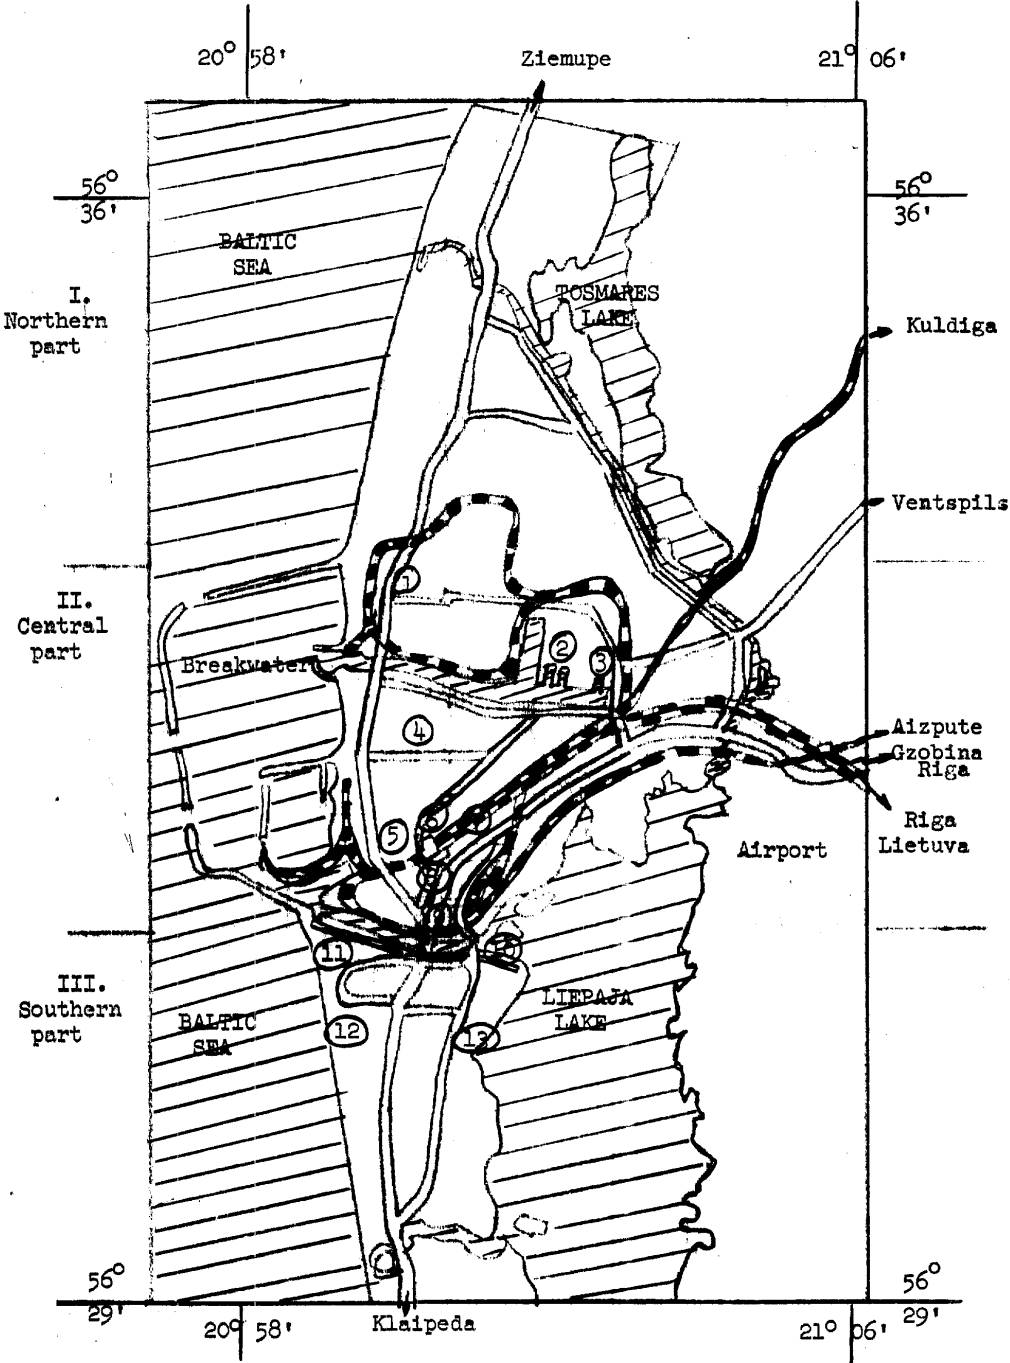 20° 58'
Ziemupe
21° 06'
56°
36'
56°
36'
BALTIC
SEA
I.
Northern
part
TOSMARES
LAKE
Kuldiga
Ventspils
II.
Central
part
1
2
3
Breakwater
4
Aizpute
Gzobina
Riga
5
6
Riga
Lietuva
Airport
11
III.
Southern
part
LIEPAJA
LAKE
BALTIC
SEA
12
13
56°
29'
56°
29'
20° 58'
Klaipeda
21° 06'